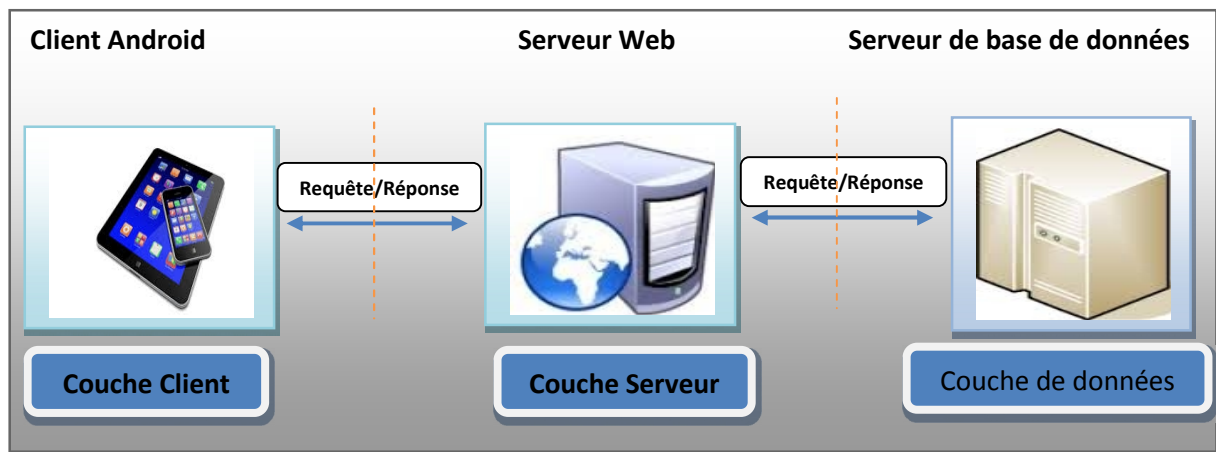 Client Android
Serveur Web
Serveur de base de données
Requête/Réponse
Requête/Réponse
Couche Client
Couche Serveur
Couche de données